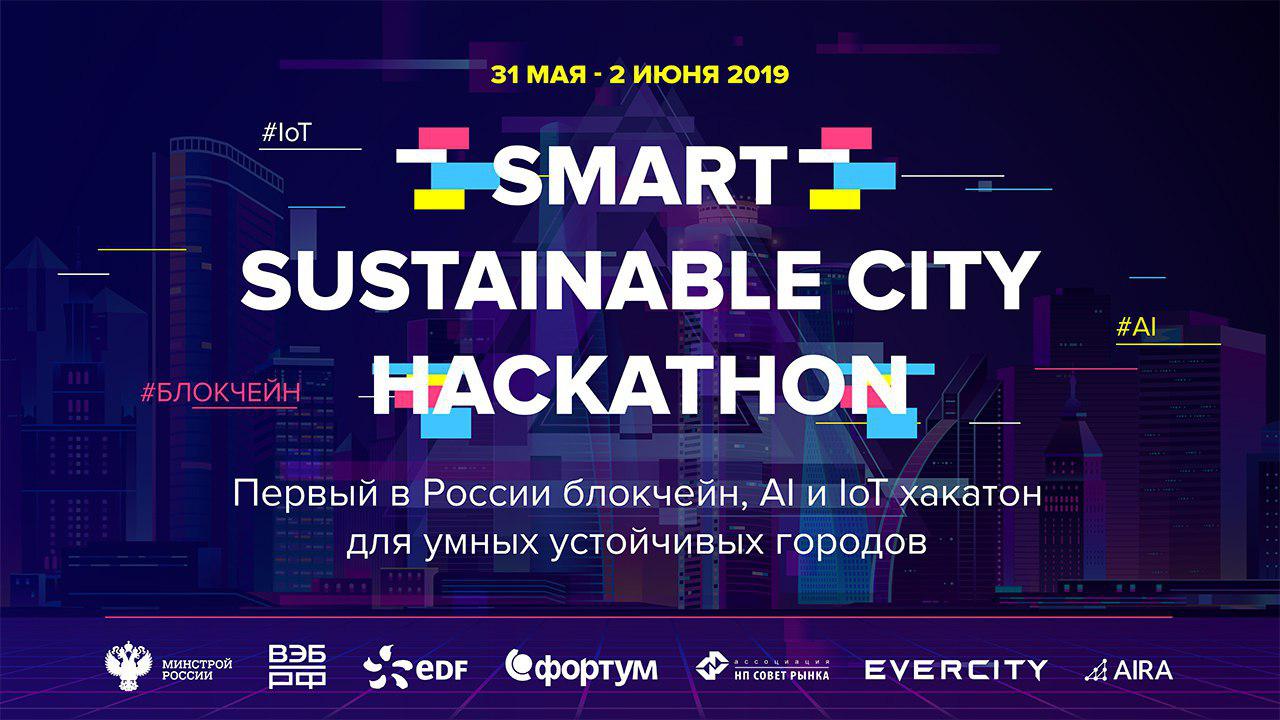 31 МАЯ - 2 ИЮНЯ 2019
#IoT
SMART
SUSTAINABLE CITY
#AI
HACKATHON
#БЛОКЧЕЙН
Первый в России блокчейн, AI и IoT хакатон
для умных устойчивых городов
МИНСТРОЙ
РОССИИ
ВЭБ
РФ
eDF
фортум
ассоциация
НП СОВЕТ РЫНКА
EVERCITY
AIRA